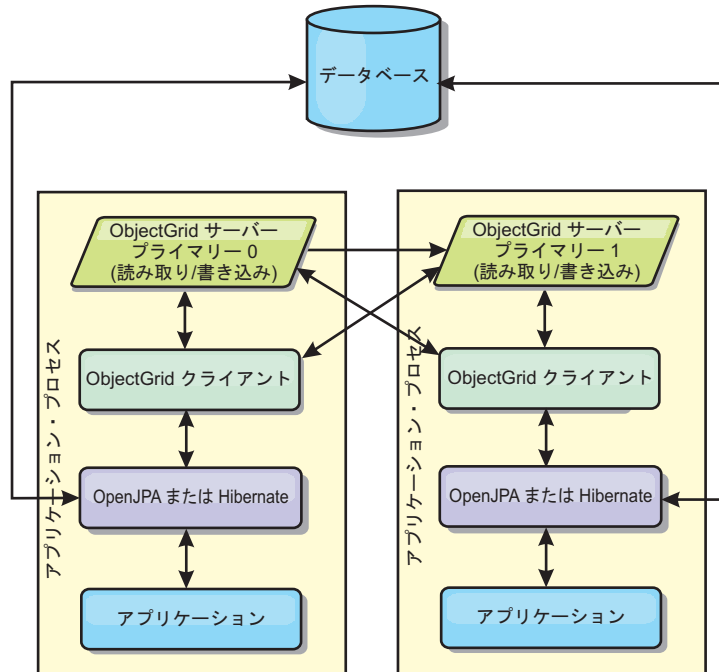 データベース
ObjectGrid サーバー
プライマリー 0
(読み取り/書き込み)
ObjectGrid クライアント
OpenJPA または Hibernate
アプリケーション
アプリケーション・プロセス
ObjectGrid サーバー
プライマリー 1
(読み取り/書き込み)
ObjectGrid クライアント
OpenJPA または Hibernate
アプリケーション
アプリケーション・プロセス